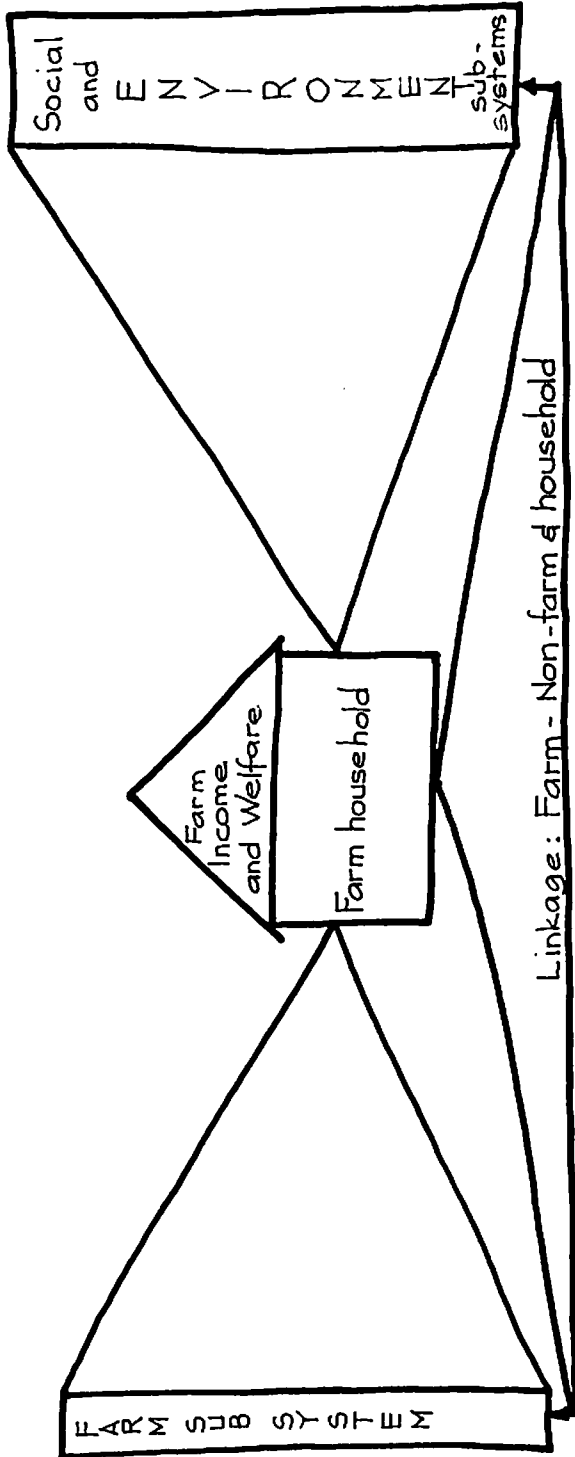 FARM SUB SYSTEM
Farm
Income
and Welfare
Farm household
Social
and
ENVIRONMENT
sub-
systems
Linkage: Farm - Non-farm & household